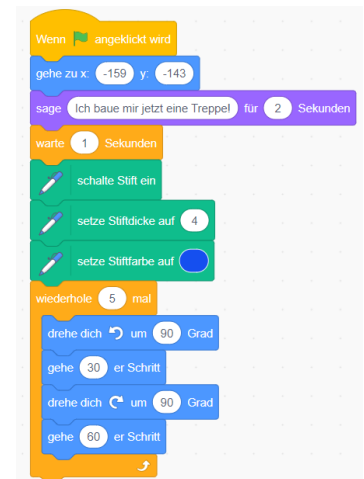 Wenn angeklickt wird
gehe zu x: -159 y: -143
sage Ich baue mir jetzt eine Treppe! für 2 Sekunden
warte 1 Sekunden
schalte Stift ein
setze Stiftdicke auf 4
setze Stiftfarbe auf
wiederhole 5 mal
drehe dich um 90 Grad
gehe 30 er Schritt
drehe dich um 90 Grad
gehe 60 er Schritt